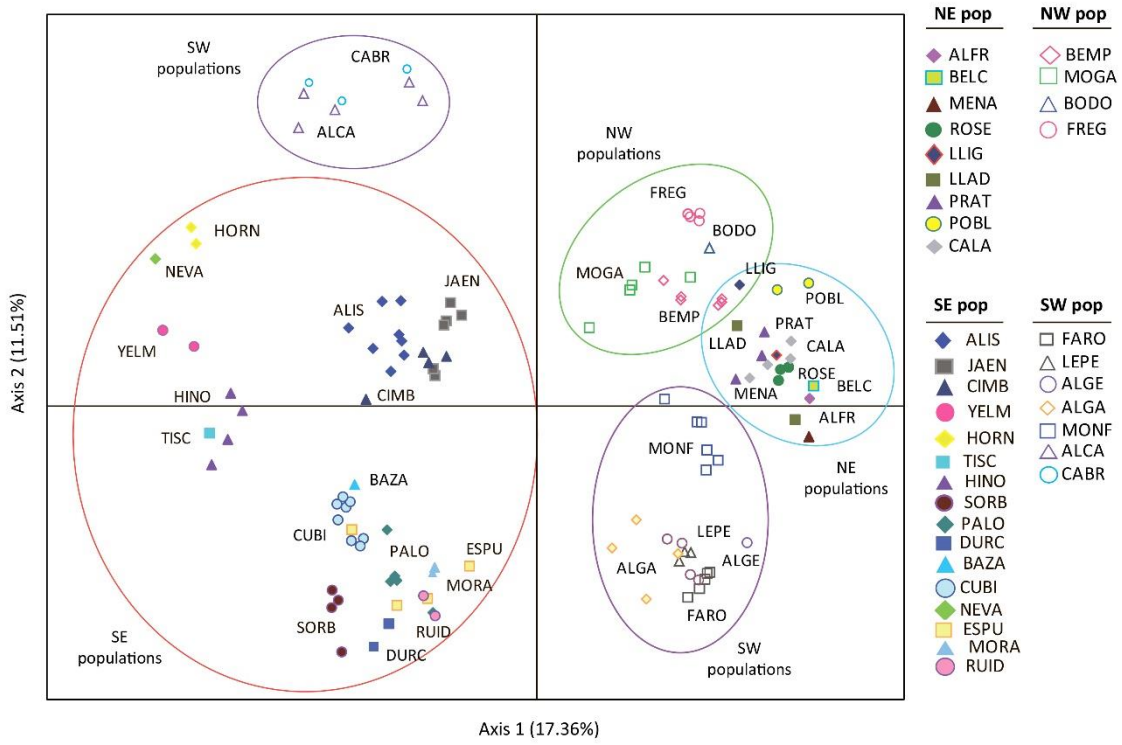 SW
populations
CABR
ALCA
NW
populations
FREG
BODO
MOGA
BEMP
LLIG
POBL
PRAT
LLAD
CALA
ROSE
BELC
MENA
ALFR
NE
populations
HORN
NEVA
ALIS
JAEN
YELM
CIMB
HINO
TISC
BAZA
CUBI
PALO
ESPU
MORA
SORB
RUID
DURC
SE
populations
MONF
LEPE
ALGA
ALGE
FARO
SW
populations
Axis 2 (11.51%)
Axis 1 (17.36%)
NE pop
ALFR
BELC
MENA
ROSE
LLIG
LLAD
PRAT
POBL
CALA
NW pop
BEMP
MOGA
BODO
FREG
SE pop
ALIS
JAEN
CIMB
YELM
HORN
TISC
HINO
SORB
PALO
DURC
BAZA
CUBI
NEVA
ESPU
MORA
RUID
SW pop
FARO
LEPE
ALGE
ALGA
MONF
ALCA
CABR